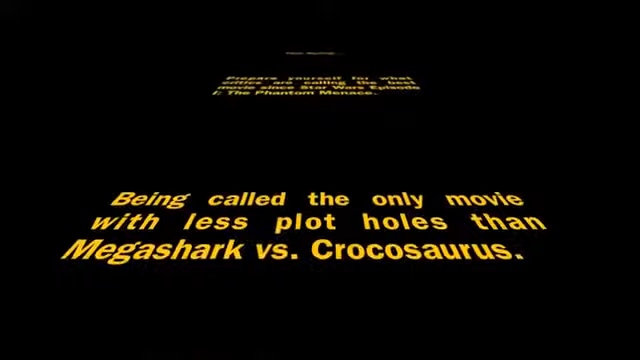 Prepare yourself for what
critics are calling the best
movie since Star Wars Episode
I: The Phantom Menace.
Being called the only movie
with less plot holes than
Megashark vs. Crocosaurus.